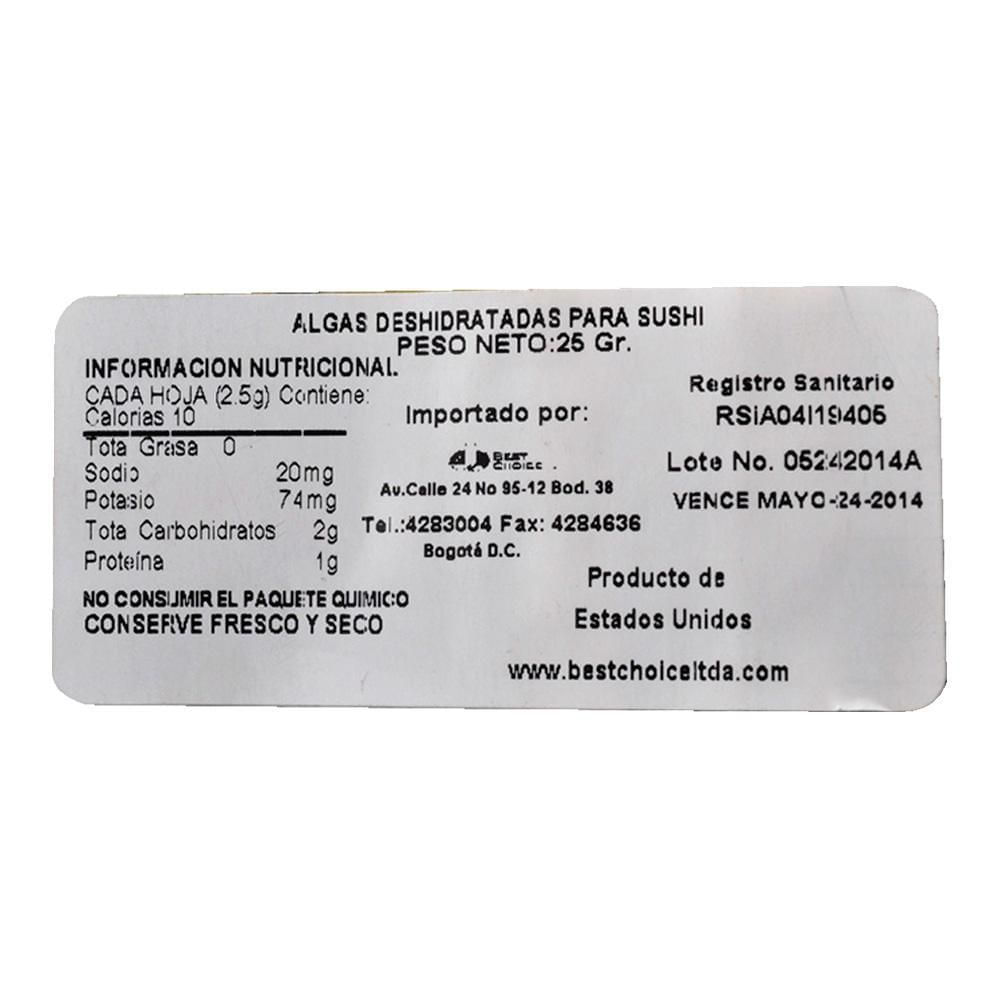 ALGAS DESHIDRATADAS PARA SUSHI
PESO NETO:25 Gr.
INFORMACION NUTRICIONAL
CADA HOJA (2.5g) Contiene:
Calorias 10
Tota Grasa 0
Sodio 20mg
Potasio 74mg
Tota Carbohidratos 2g
Proteína 1g
NO CONSUMIR EL PAQUETE QUIMICO
CONSERVE FRESCO Y SECO
Importado por:
BEST
CHOICE
Av.Calle 24 No 95-12 Bod. 38
Tel.:4283004 Fax: 4284636
Bogotá D.C.
Registro Sanitario
RSiA04I19405
Lote No. 05242014A
VENCE MAYO-24-2014
Producto de
Estados Unidos
www.bestchoiceltda.com